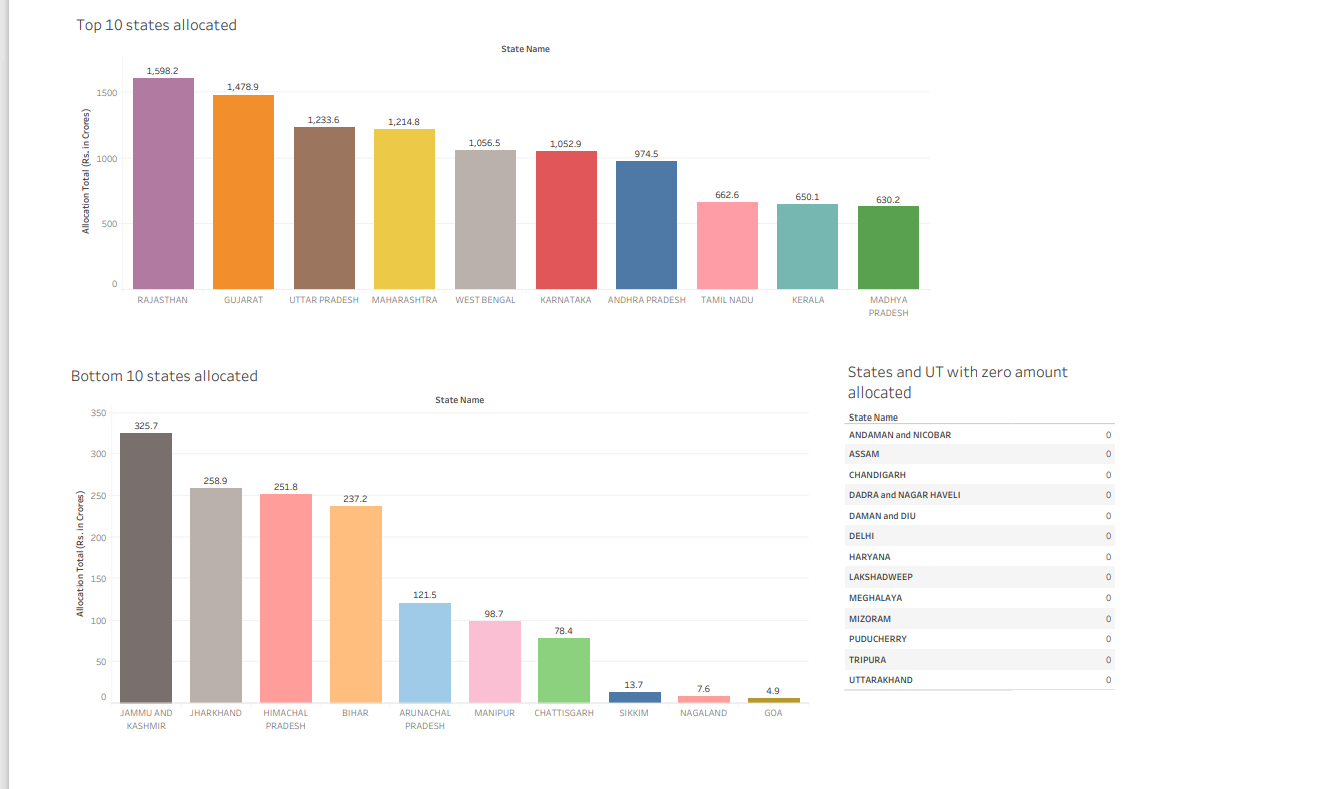 Top 10 states allocated
State Name
Allocation Total (Rs. in Crores)
1500
1000
500
0
1,598.2
1,478.9
1,233.6
1,214.8
1,056.5
1,052.9
974.5
662.6
650.1
630.2
RAJASTHAN
GUJARAT
UTTAR PRADESH
MAHARASHTRA
WEST BENGAL
KARNATAKA
ANDHRA PRADESH
TAMIL NADU
KERALA
MADHYA
PRADESH
Bottom 10 states allocated
State Name
Allocation Total (Rs. in Crores)
350
300
250
200
150
100
50
0
325.7
258.9
251.8
237.2
121.5
98.7
78.4
13.7
7.6
4.9
JAMMU AND
KASHMIR
JHARKHAND
HIMACHAL
PRADESH
BIHAR
ARUNACHAL
PRADESH
MANIPUR
CHATTISGARH
SIKKIM
NAGALAND
GOA
States and UT with zero amount
allocated
State Name
ANDAMAN and NICOBAR 0
ASSAM 0
CHANDIGARH 0
DADRA and NAGAR HAVELI 0
DAMAN and DIU 0
DELHI 0
HARYANA 0
LAKSHADWEEP 0
MEGHALAYA 0
MIZORAM 0
PUDUCHERRY 0
TRIPURA 0
UTTARAKHAND 0